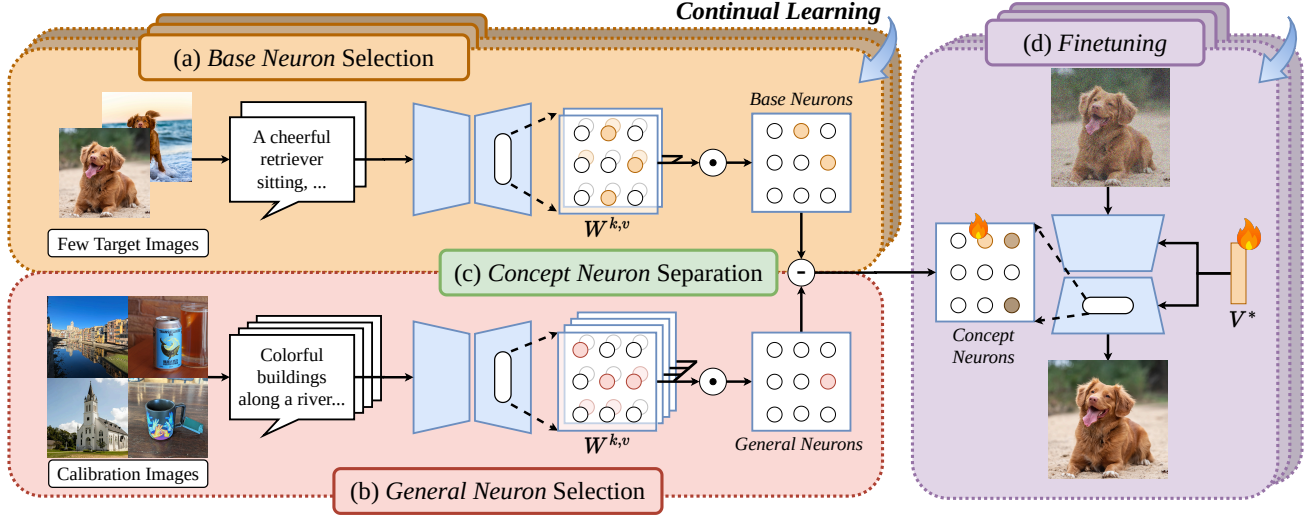 Continual Learning
(a) Base Neuron Selection
A cheerful
retriever
sitting, ...
Few Target Images
W^{k,v}
Base Neurons
(c) Concept Neuron Separation
Colorful
buildings
along a river...
Calibration Images
W^{k,v}
General Neurons
(b) General Neuron Selection
(d) Finetuning
Concept
Neurons
V*